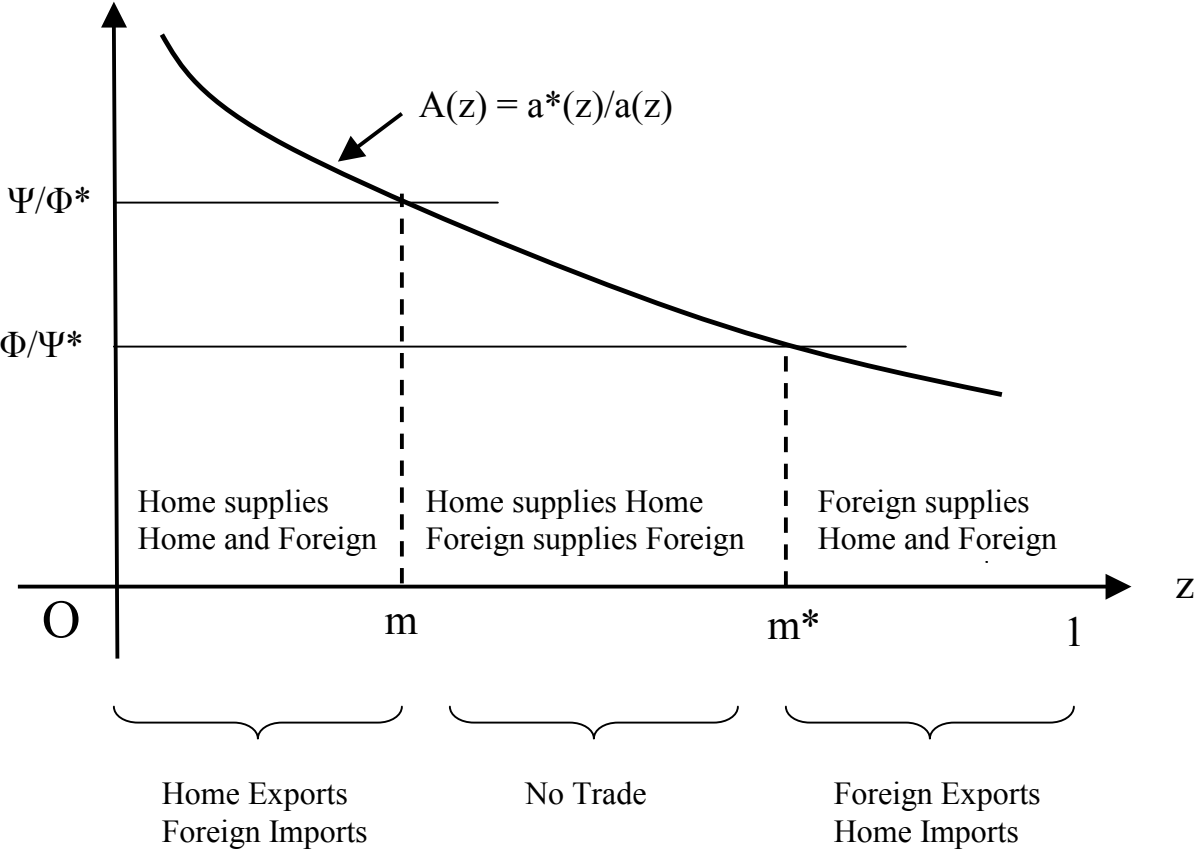 A(z) = a*(z)/a(z)
Ψ/Φ*
Φ/Ψ*
Home supplies
Home and Foreign
Home supplies Home
Foreign supplies Foreign
Foreign supplies
Home and Foreign
z
O
m
m*
1
Home Exports
Foreign Imports
No Trade
Foreign Exports
Home Imports